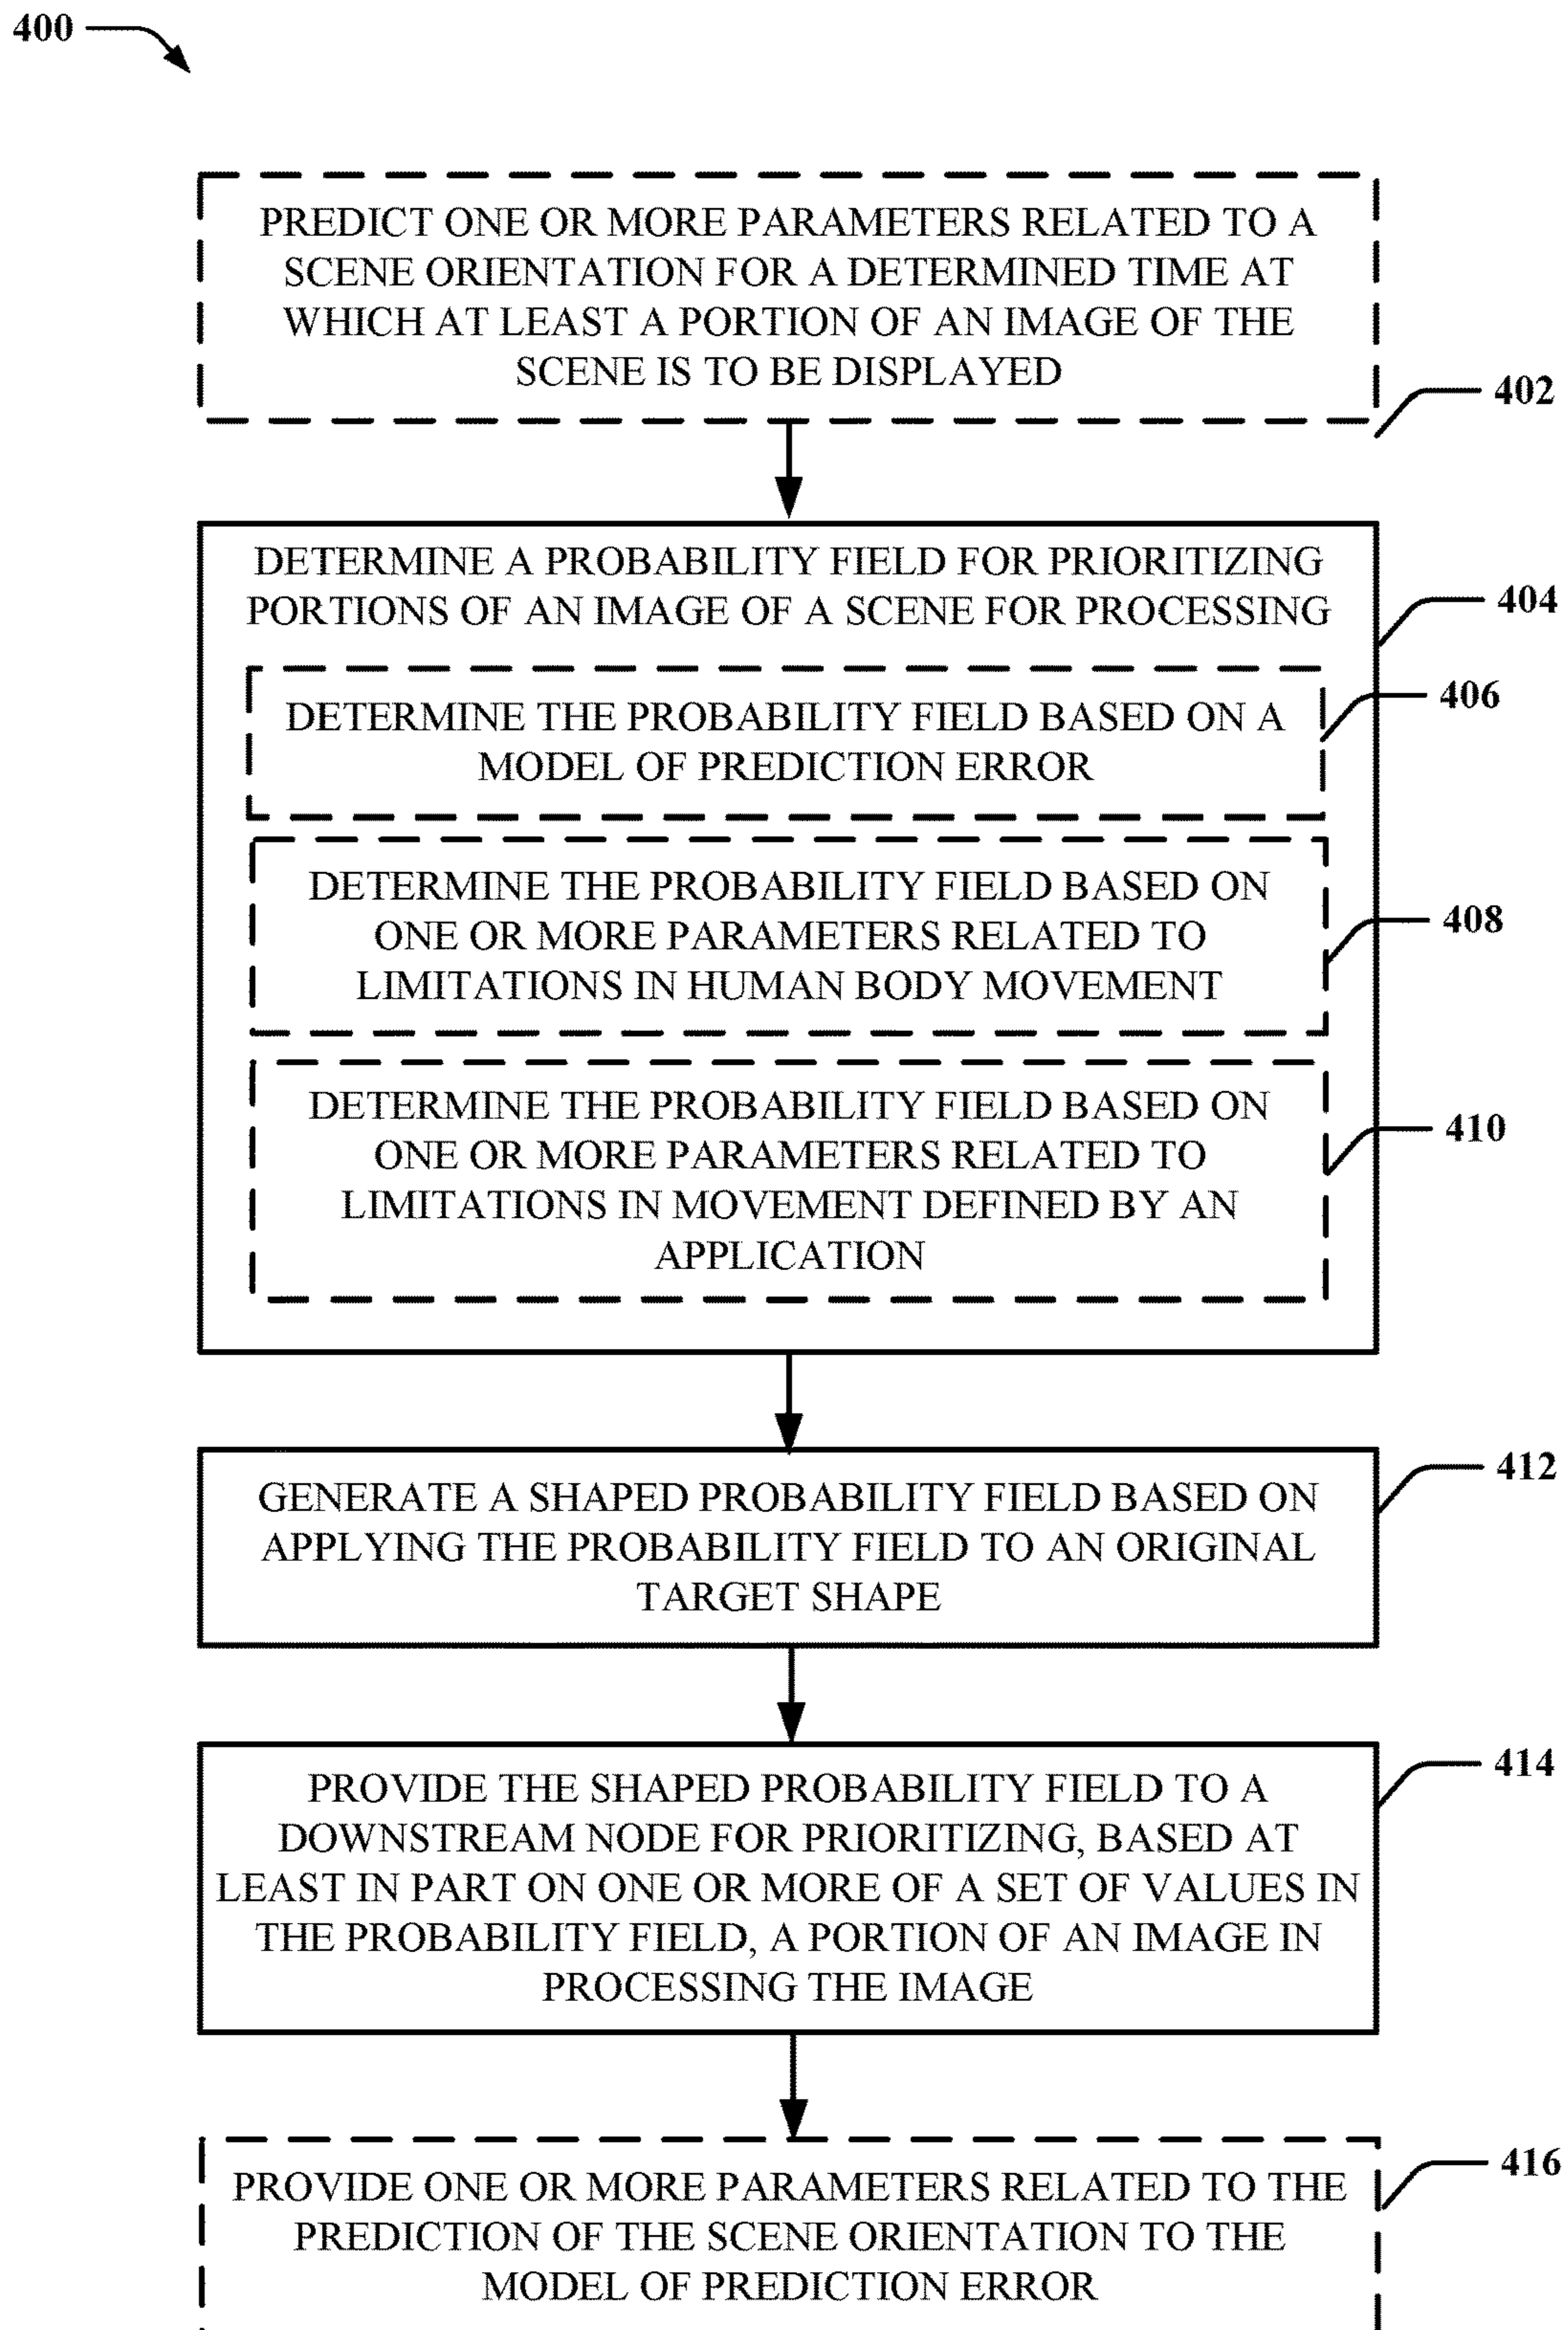 400
PREDICT ONE OR MORE PARAMETERS RELATED TO A
SCENE ORIENTATION FOR A DETERMINED TIME AT
WHICH AT LEAST A PORTION OF AN IMAGE OF THE
SCENE IS TO BE DISPLAYED
402
DETERMINE A PROBABILITY FIELD FOR PRIORITIZING
PORTIONS OF AN IMAGE OF A SCENE FOR PROCESSING
404
DETERMINE THE PROBABILITY FIELD BASED ON A
MODEL OF PREDICTION ERROR
406
DETERMINE THE PROBABILITY FIELD BASED ON
ONE OR MORE PARAMETERS RELATED TO
LIMITATIONS IN HUMAN BODY MOVEMENT
408
DETERMINE THE PROBABILITY FIELD BASED ON
ONE OR MORE PARAMETERS RELATED TO
LIMITATIONS IN MOVEMENT DEFINED BY AN
APPLICATION
410
GENERATE A SHAPED PROBABILITY FIELD BASED ON
APPLYING THE PROBABILITY FIELD TO AN ORIGINAL
TARGET SHAPE
412
PROVIDE THE SHAPED PROBABILITY FIELD TO A
DOWNSTREAM NODE FOR PRIORITIZING, BASED AT
LEAST IN PART ON ONE OR MORE OF A SET OF VALUES IN
THE PROBABILITY FIELD, A PORTION OF AN IMAGE IN
PROCESSING THE IMAGE
414
PROVIDE ONE OR MORE PARAMETERS RELATED TO THE
PREDICTION OF THE SCENE ORIENTATION TO THE
MODEL OF PREDICTION ERROR
416